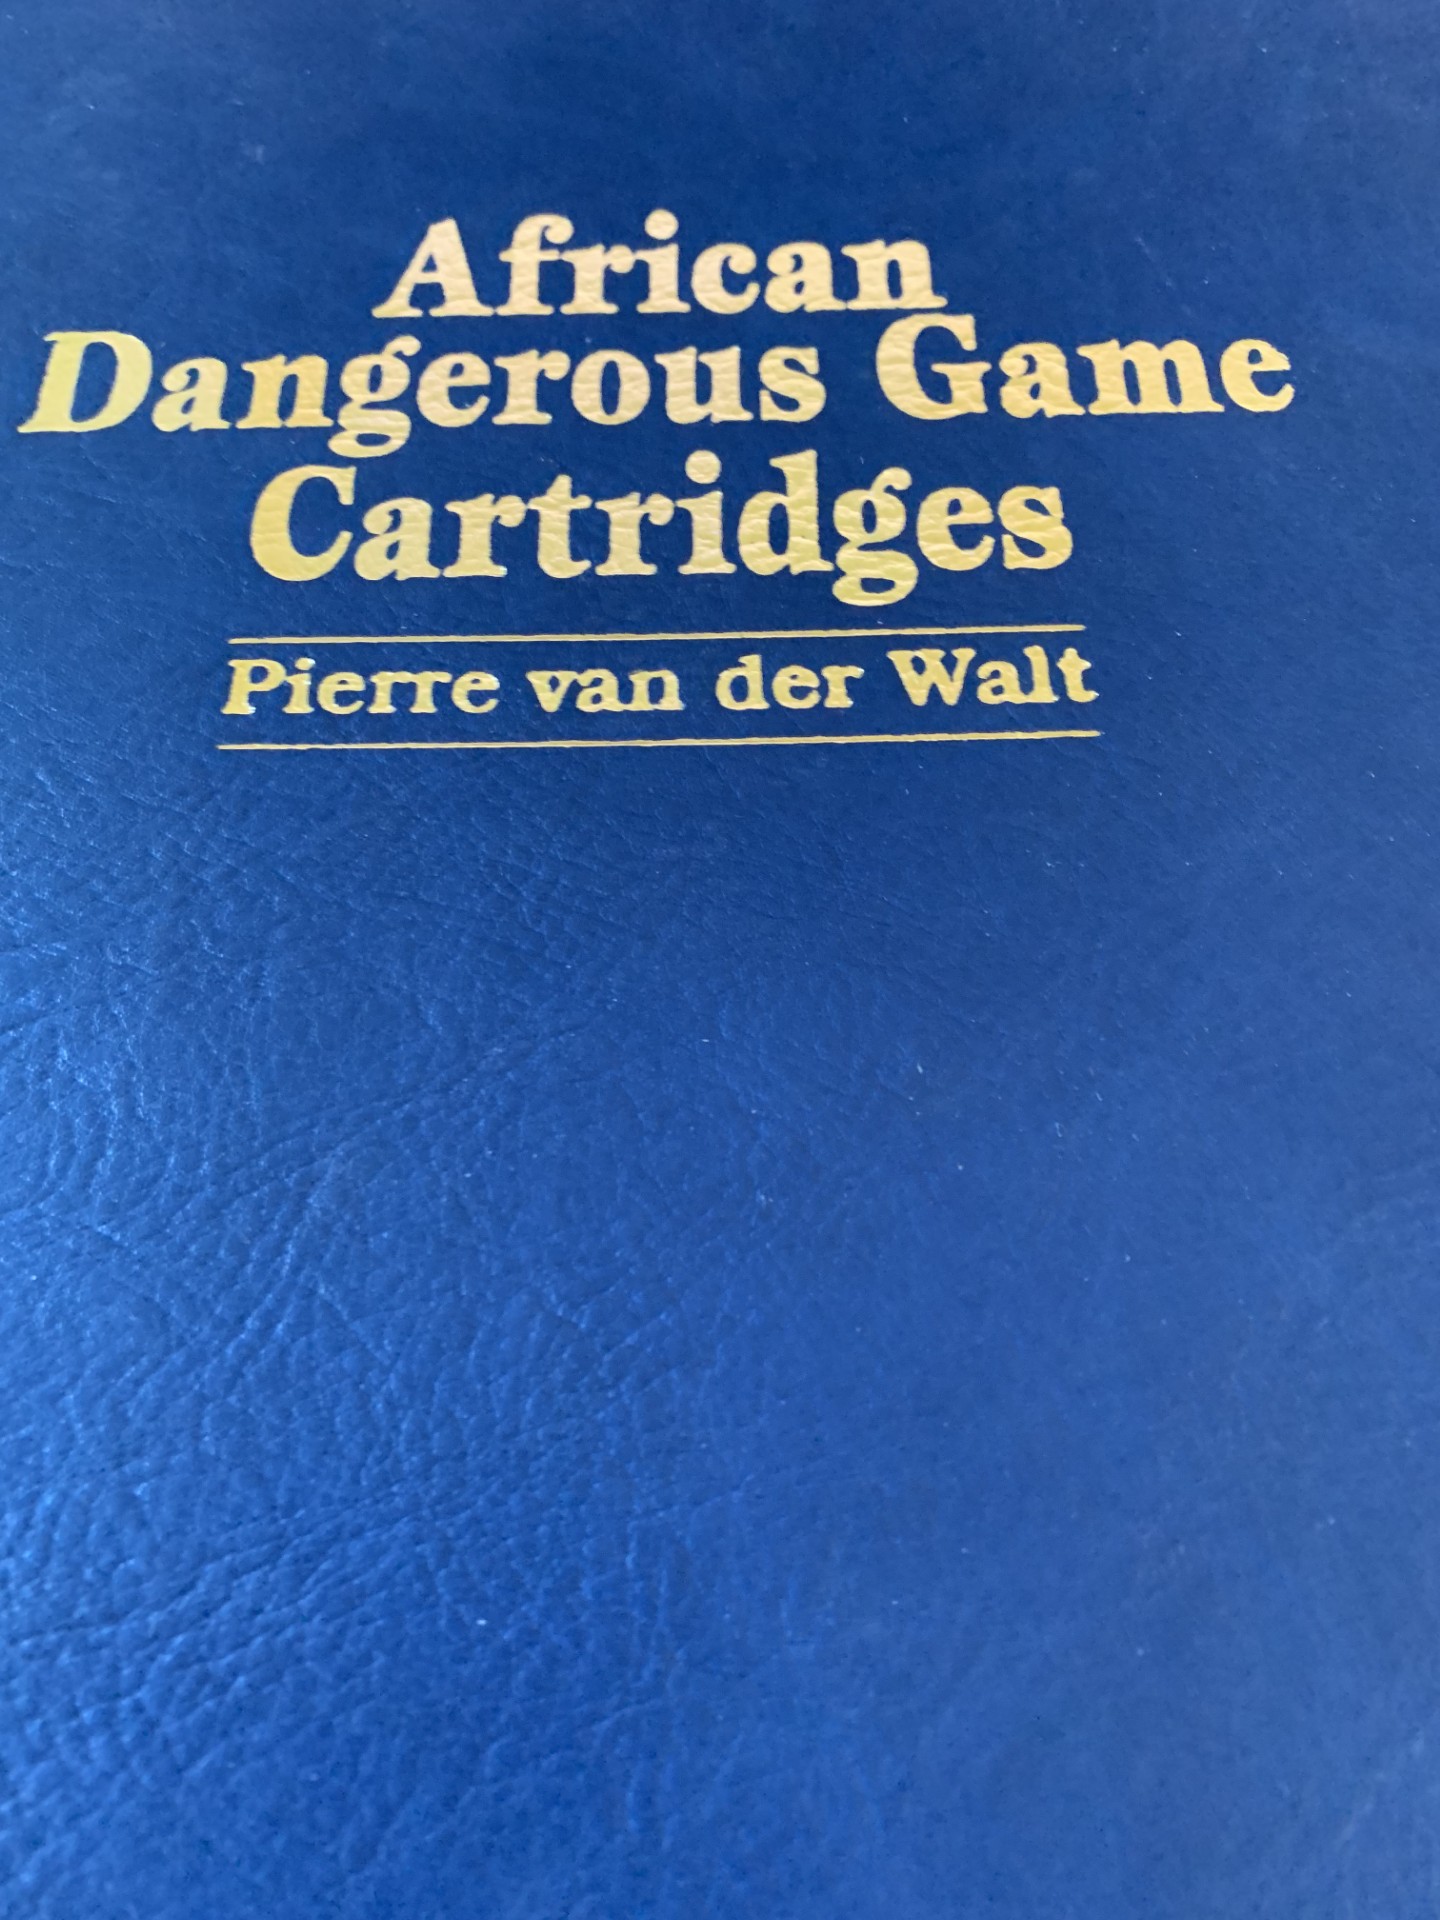 African
Dangerous Game
Cartridges
Pierre van der Walt